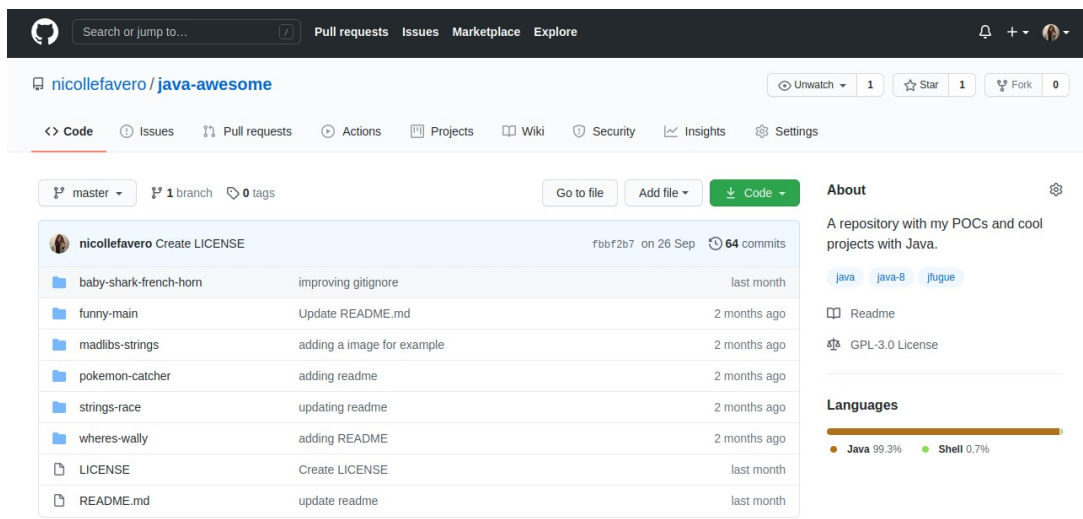 Search or jump to… / Pull requests Issues Marketplace Explore
nicollefavero / java-awesome Unwatch 1 Star 1 Fork 0
Code Issues Pull requests Actions Projects Wiki Security Insights Settings
master 1 branch 0 tags Go to file Add file Code
nicollefavero Create LICENSE fbbf2b7 on 26 Sep 64 commits
baby-shark-french-horn improving gitignore last month
funny-main Update README.md 2 months ago
madlibs-strings adding a image for example 2 months ago
pokemon-catcher adding readme 2 months ago
strings-race updating readme 2 months ago
wheres-wally adding README 2 months ago
LICENSE Create LICENSE last month
README.md update readme last month
About
A repository with my POCs and cool
projects with Java.
java java-8 jfugue
Readme
GPL-3.0 License
Languages
Java 99.3% Shell 0.7%